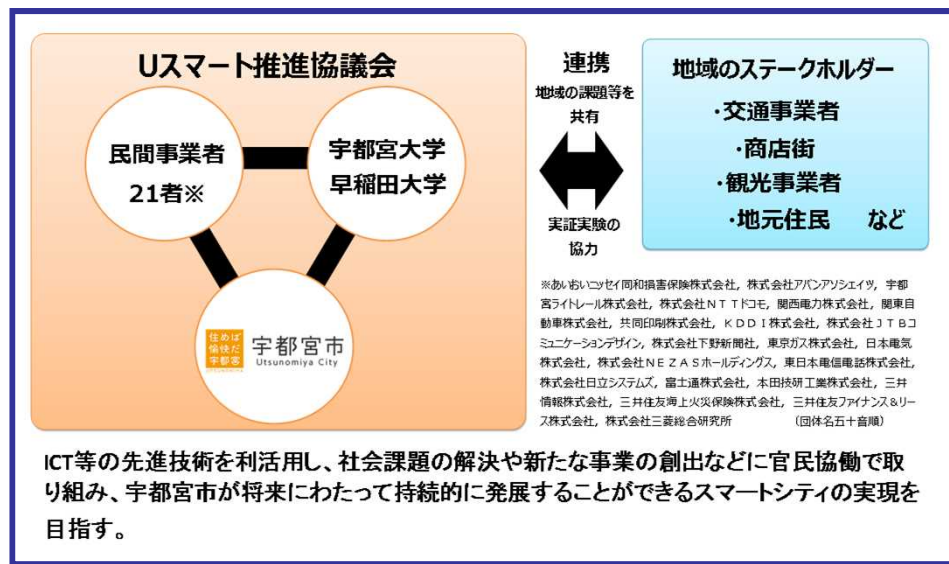 Uスマート推進協議会
民間事業者
21者※
宇都宮大学
早稲田大学
住めば
愉快だ
宇都宮
宇都宮市
Utsunomiya City
連携
地域の課題等を
共有
実証実験の
協力
地域のステークホルダー
・交通事業者
・商店街
・観光事業者
・地元住民　など
※あいおいニッセイ同和損害保険株式会社，株式会社アバンアソシエイツ，宇都
宮ライトレール株式会社，株式会社ＮＴＴドコモ，関西電力株式会社，関東自
動車株式会社，共同印刷株式会社，ＫＤＤＩ株式会社，株式会社ＪＴＢコ
ミュニケーションデザイン，株式会社下野新聞社，東京ガス株式会社，日本電気
株式会社，株式会社ＮＥＺＡＳホールディングス，東日本電信電話株式会社，
株式会社日立システムズ，富士通株式会社，本田技研工業株式会社，三井
情報株式会社，三井住友海上火災保険株式会社，三井住友ファイナンス＆リー
ス株式会社，株式会社三菱総合研究所　（団体名五十音順）
ICT等の先進技術を利活用し、社会課題の解決や新たな事業の創出などに官民協働で取
り組み、宇都宮市が将来にわたって持続的に発展することができるスマートシティの実現を
目指す。